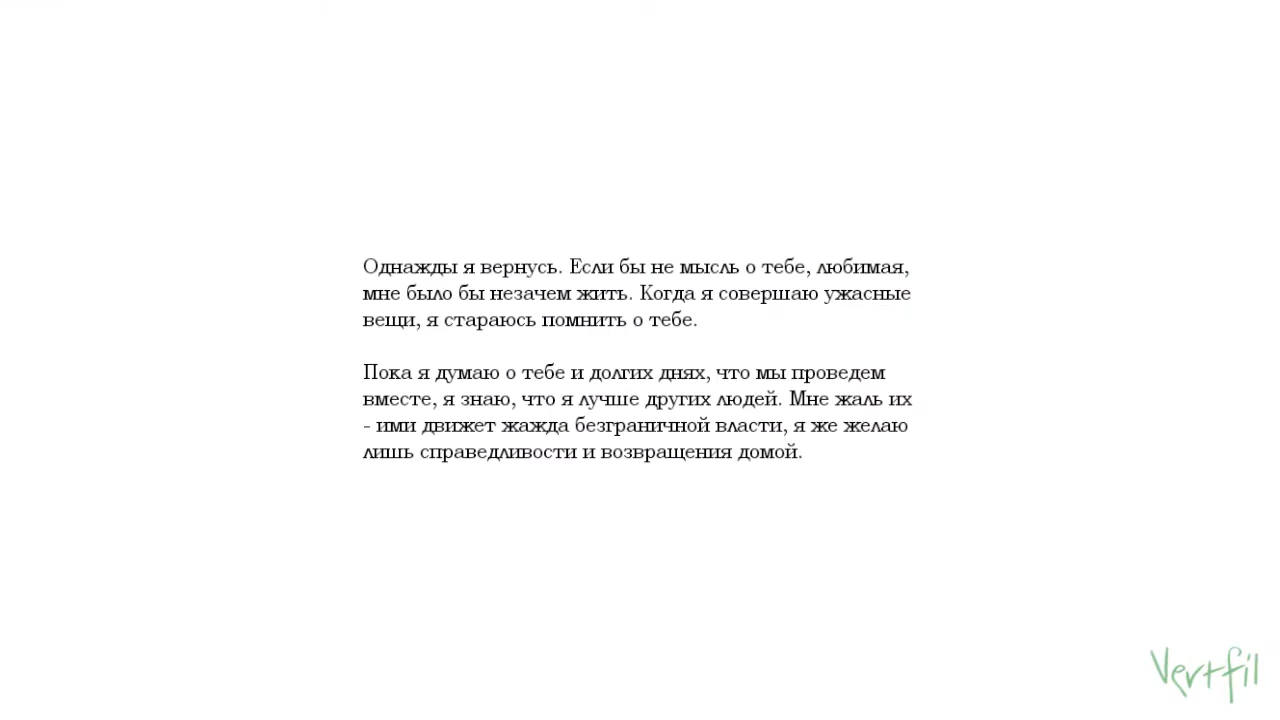 Однажды я вернусь. Если бы не мысль о тебе, любимая,
мне было бы незачем жить. Когда я совершаю ужасные
вещи, я стараюсь помнить о тебе.
Пока я думаю о тебе и долгих днях, что мы проведем
вместе, я знаю, что я лучше других людей. Мне жаль их
- ими движет жажда безграничной власти, я же желаю
лишь справедливости и возвращения домой.
Vertfil